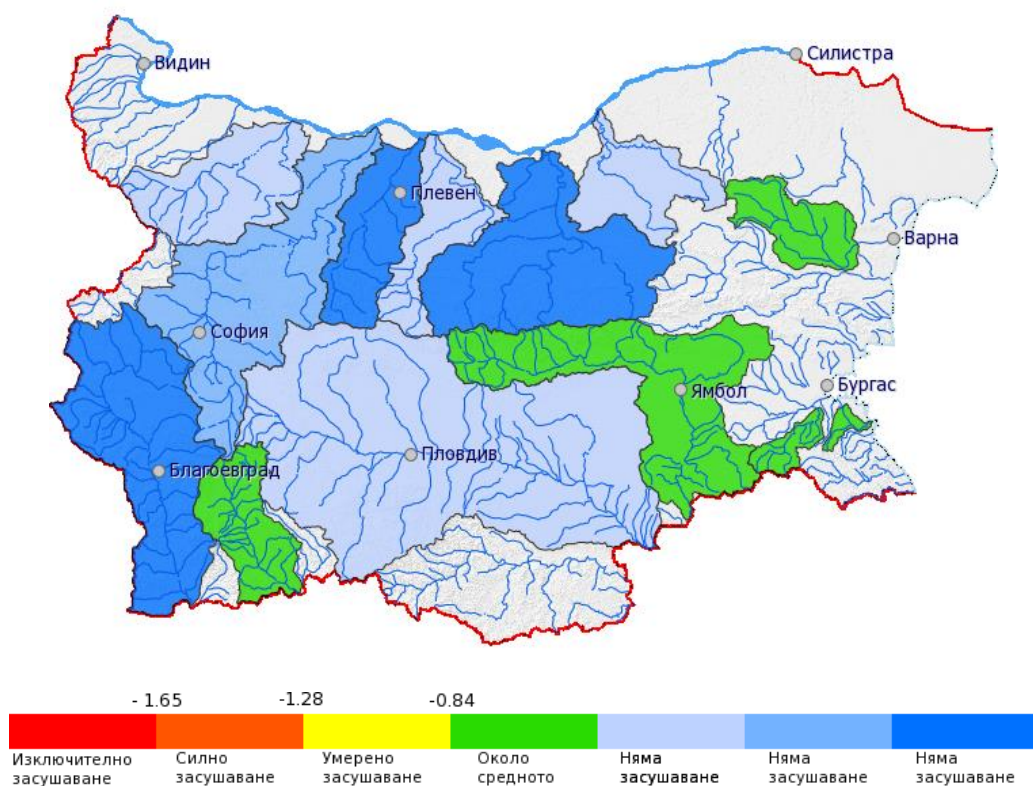 Видин
Силистра
Плевен
Варна
София
Ямбол
Бургас
Благоевград
Пловдив
- 1.65
-1.28
-0.84
Изключително засушаване
Силно засушаване
Умерено засушаване
Около средното
Няма засушаване
Няма засушаване
Няма засушаване